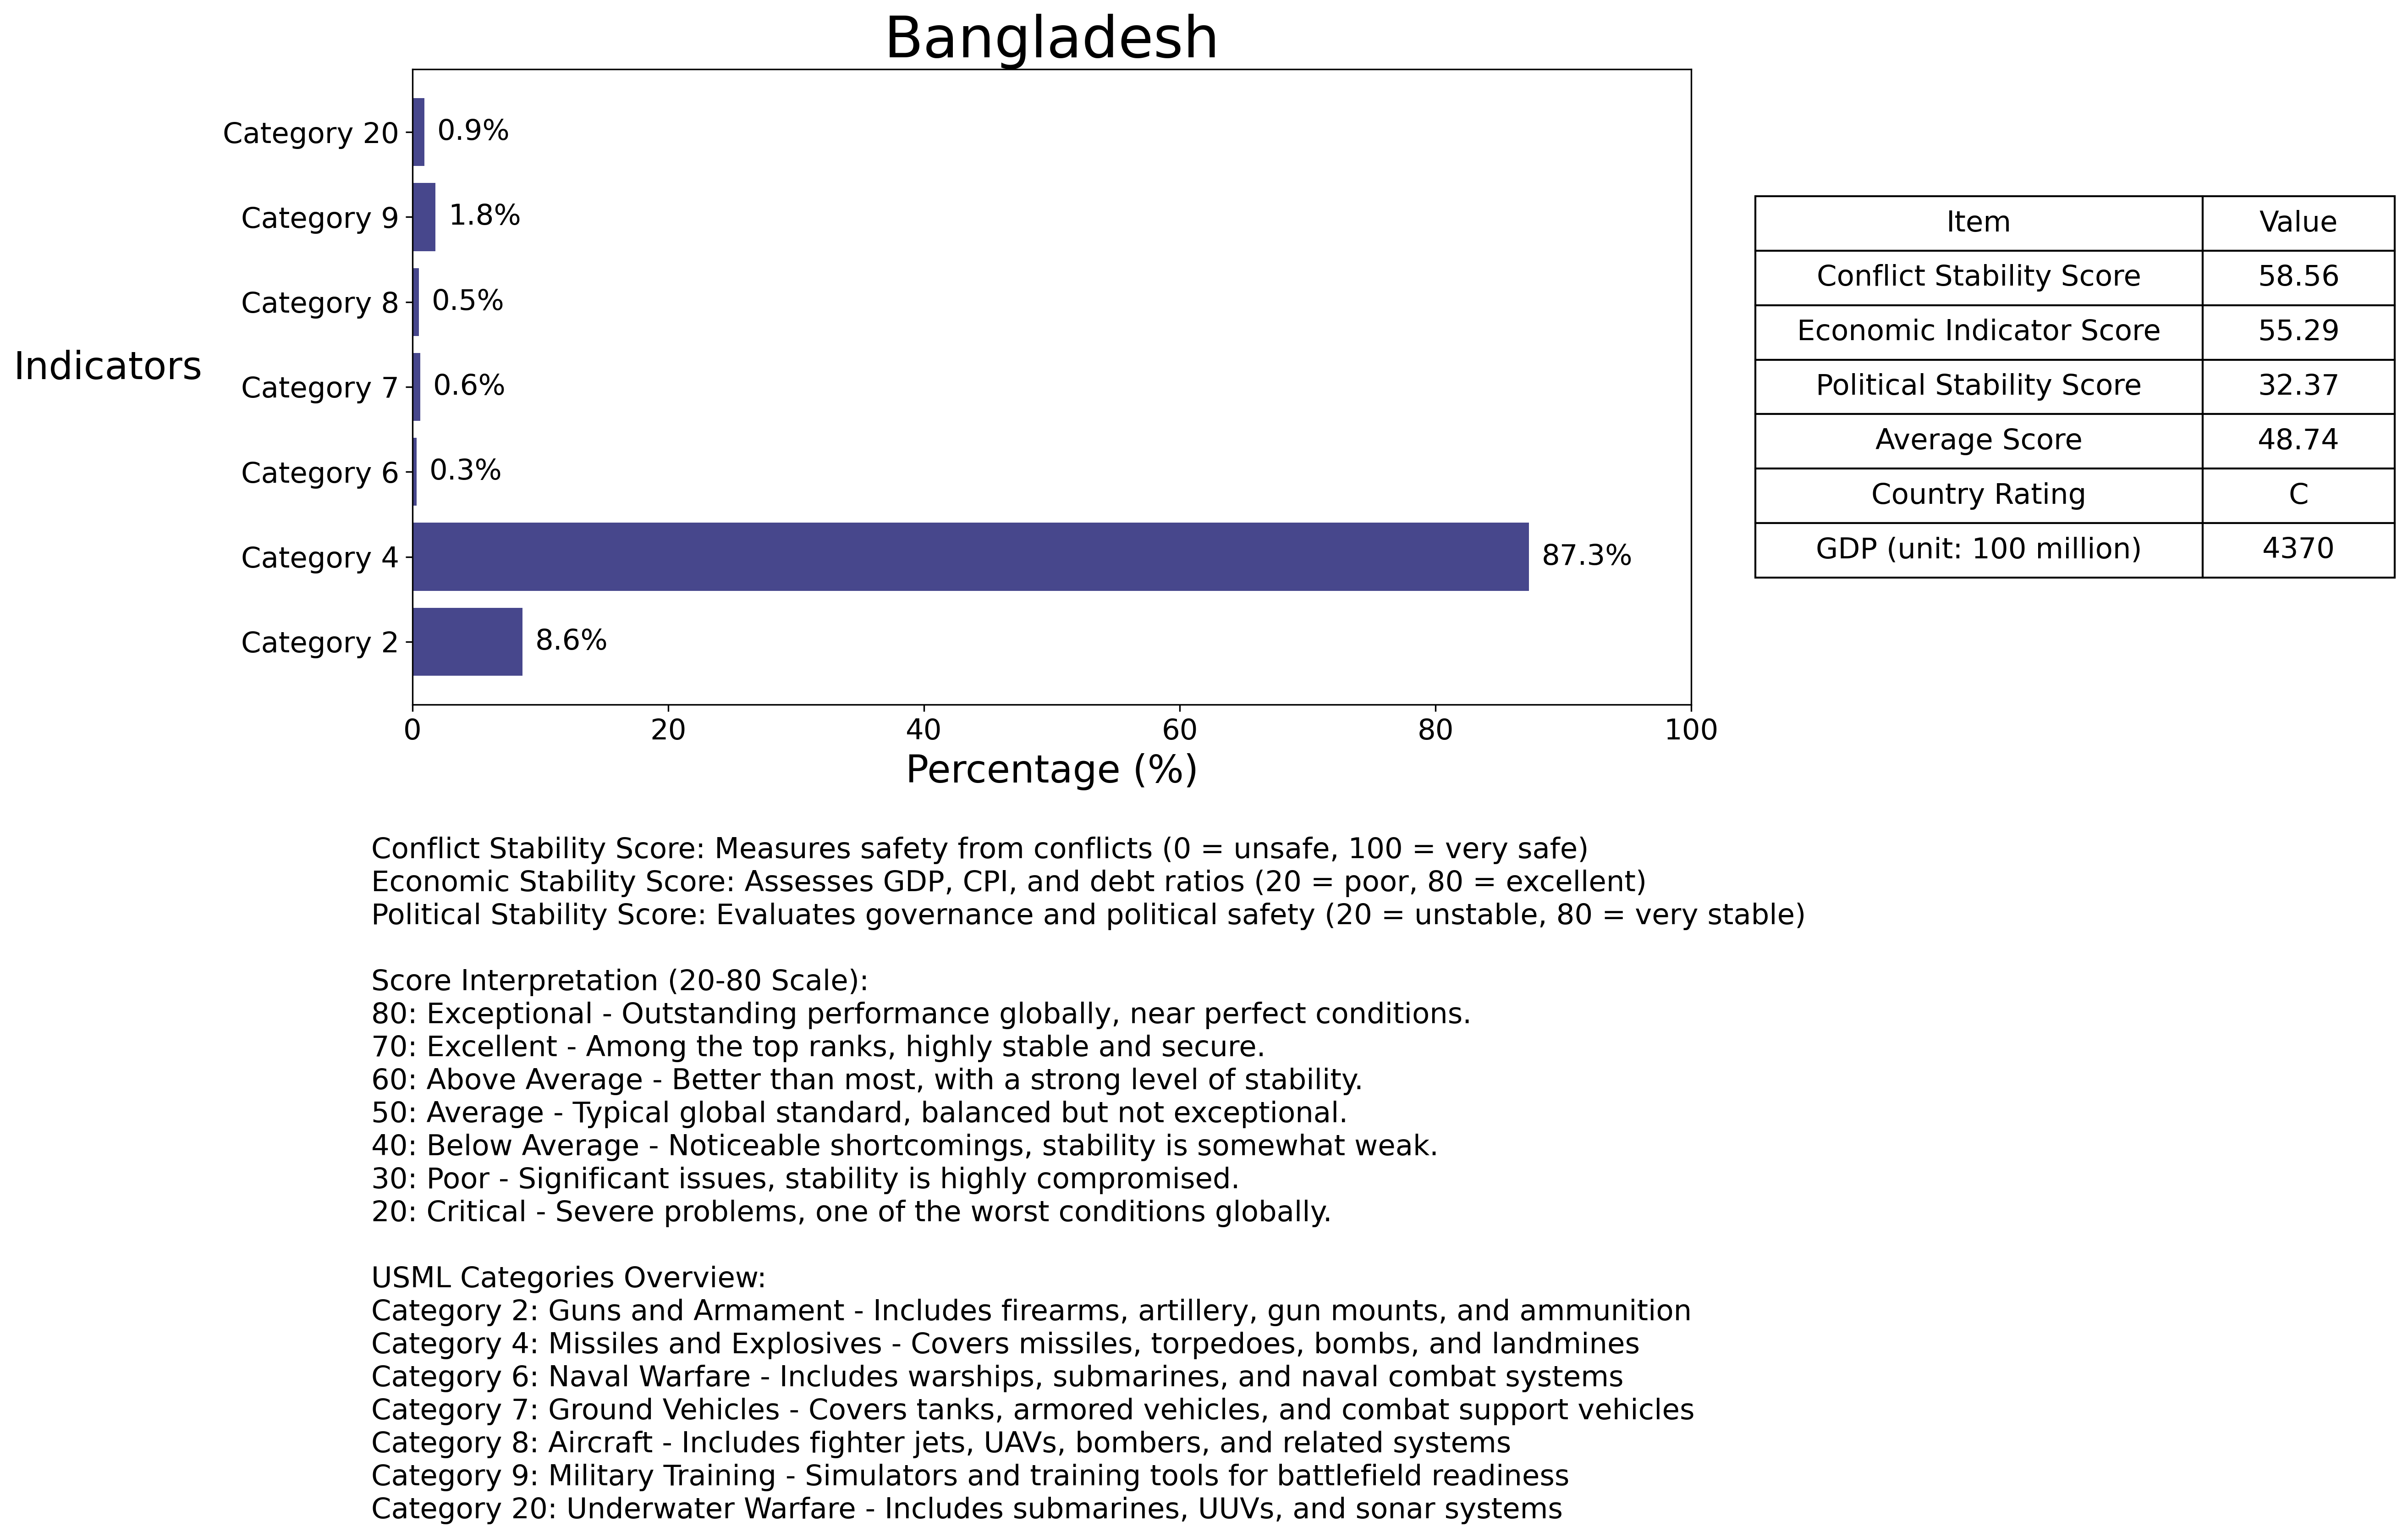 Bangladesh
Indicators
Category 20
0.9%
Category 9
1.8%
Category 8
0.5%
Category 7
0.6%
Category 6
0.3%
Category 4
87.3%
Category 2
8.6%
0 20 40 60 80 100
Percentage (%)
Item Value
Conflict Stability Score 58.56
Economic Indicator Score 55.29
Political Stability Score 32.37
Average Score 48.74
Country Rating C
GDP (unit: 100 million) 4370
Conflict Stability Score: Measures safety from conflicts (0 = unsafe, 100 = very safe)
Economic Stability Score: Assesses GDP, CPI, and debt ratios (20 = poor, 80 = excellent)
Political Stability Score: Evaluates governance and political safety (20 = unstable, 80 = very stable)
Score Interpretation (20-80 Scale):
80: Exceptional - Outstanding performance globally, near perfect conditions.
70: Excellent - Among the top ranks, highly stable and secure.
60: Above Average - Better than most, with a strong level of stability.
50: Average - Typical global standard, balanced but not exceptional.
40: Below Average - Noticeable shortcomings, stability is somewhat weak.
30: Poor - Significant issues, stability is highly compromised.
20: Critical - Severe problems, one of the worst conditions globally.
USML Categories Overview:
Category 2: Guns and Armament - Includes firearms, artillery, gun mounts, and ammunition
Category 4: Missiles and Explosives - Covers missiles, torpedoes, bombs, and landmines
Category 6: Naval Warfare - Includes warships, submarines, and naval combat systems
Category 7: Ground Vehicles - Covers tanks, armored vehicles, and combat support vehicles
Category 8: Aircraft - Includes fighter jets, UAVs, bombers, and related systems
Category 9: Military Training - Simulators and training tools for battlefield readiness
Category 20: Underwater Warfare - Includes submarines, UUVs, and sonar systems